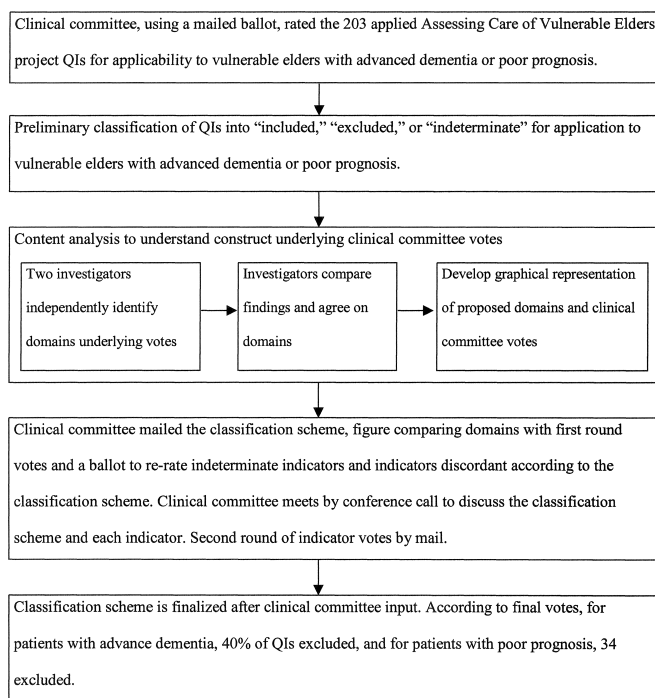 Clinical committee, using a mailed ballot, rated the 203 applied Assessing Care of Vulnerable Elders
project QIs for applicability to vulnerable elders with advanced dementia or poor prognosis.
Preliminary classification of QIs into “included,” “excluded,” or “indeterminate” for application to
vulnerable elders with advanced dementia or poor prognosis.
Content analysis to understand construct underlying clinical committee votes
Two investigators
independently identify
domains underlying votes
Investigators compare
findings and agree on
domains
Develop graphical representation
of proposed domains and clinical
committee votes
Clinical committee mailed the classification scheme, figure comparing domains with first round
votes and a ballot to re-rate indeterminate indicators and indicators discordant according to the
classification scheme. Clinical committee meets by conference call to discuss the classification
scheme and each indicator. Second round of indicator votes by mail.
Classification scheme is finalized after clinical committee input. According to final votes, for
patients with advance dementia, 40% of QIs excluded, and for patients with poor prognosis, 34
excluded.